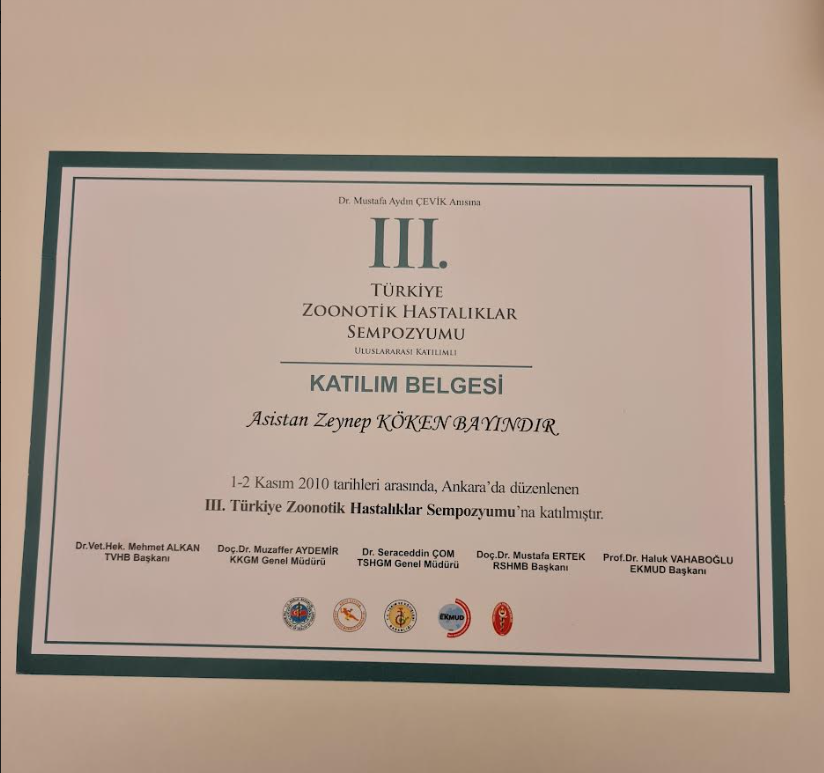 Dr. Mustafa Aydın ÇEVİK Anısına
III.
TÜRKİYE
ZOONOTİK HASTALIKLAR
SEMPOZYUMU
ULUSLARARASI KATILIMLI
KATILIM BELGESİ
Asistan Zeynep KÖKEN BAYINDIR
1-2 Kasım 2010 tarihleri arasında, Ankara'da düzenlenen
III. Türkiye Zoonotik Hastalıklar Sempozyumu'na katılmıştır.
Dr.Vet.Hek. Mehmet ALKAN
TVHB Başkanı
Doç.Dr. Muzaffer AYDEMİR
KKGM Genel Müdürü
Dr. Seraceddin ÇOM
TSHGM Genel Müdürü
Doç.Dr. Mustafa ERTEK
RSHMB Başkanı
Prof.Dr. Haluk VAHABOĞLU
EKMUD Başkanı
EKMUD